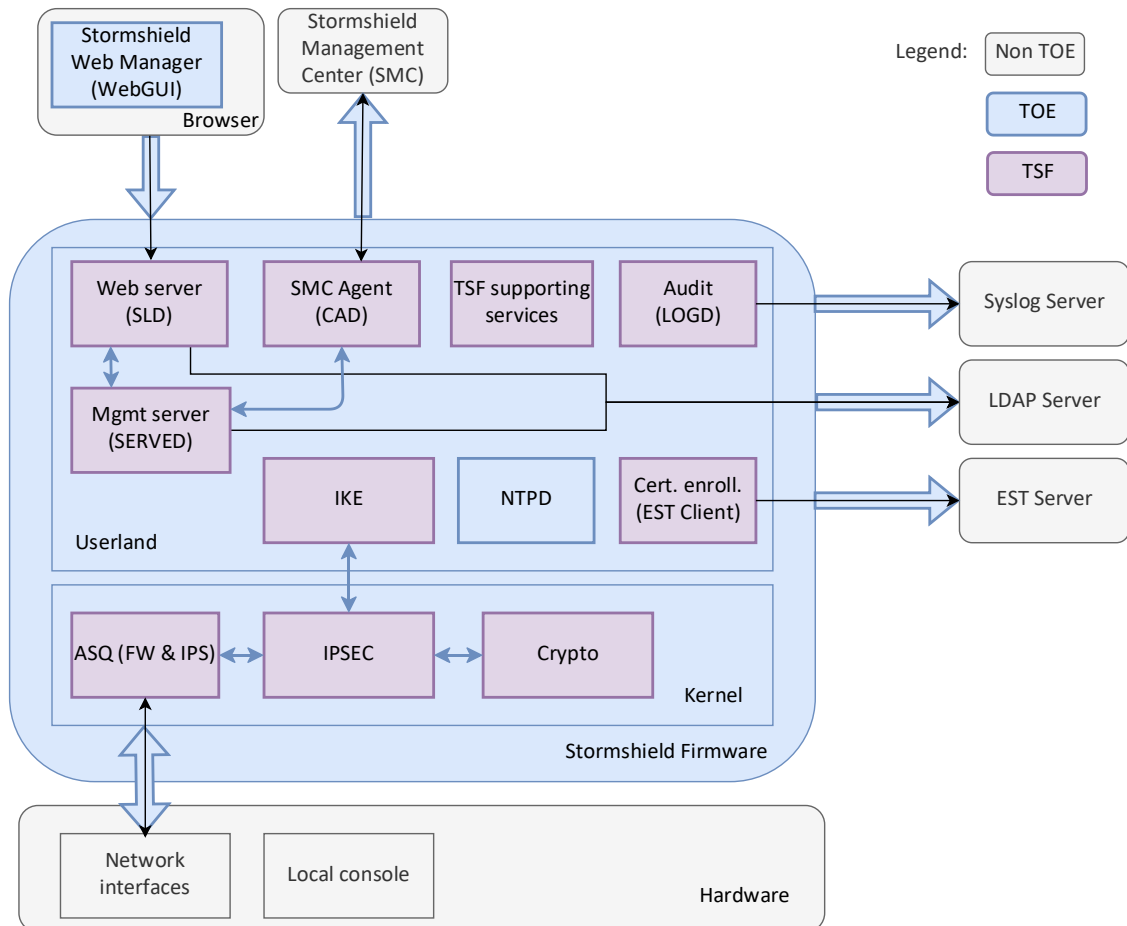 Stormshield
Web Manager
(WebGUI)
Browser
Stormshield
Management
Center (SMC)
Legend:
Non TOE
TOE
TSF
Web server
(SLD)
SMC Agent
(CAD)
TSF supporting
services
Audit
(LOGD)
Syslog Server
Mgmt server
(SERVED)
LDAP Server
IKE
NTPD
Cert. enroll.
(EST Client)
EST Server
Userland
ASQ (FW & IPS)
IPSEC
Crypto
Kernel
Stormshield Firmware
Network
interfaces
Local console
Hardware